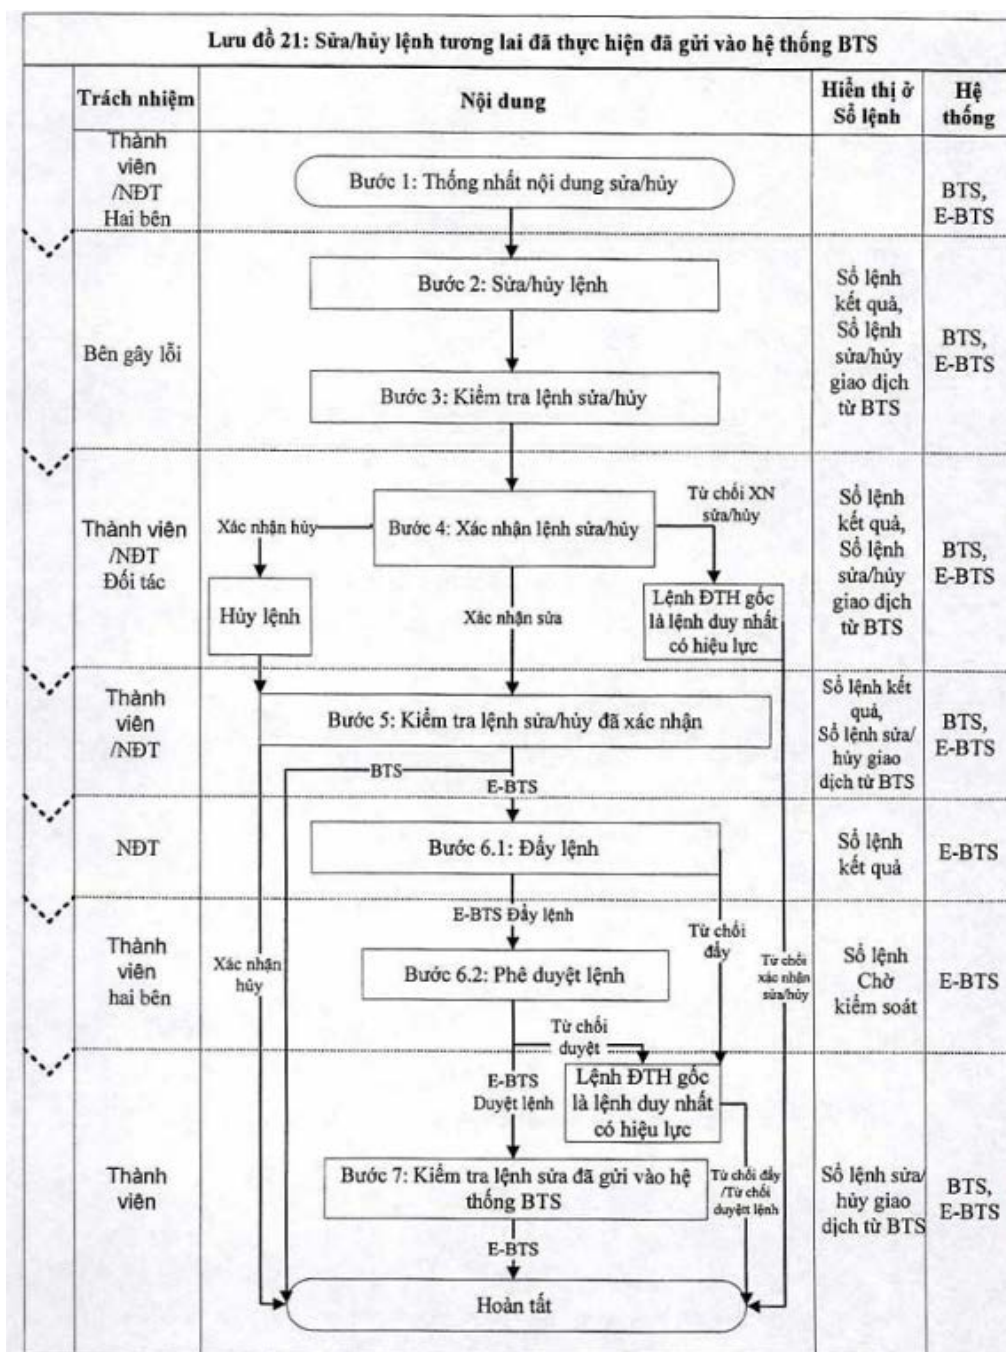 Lưu đồ 21: Sửa/hủy lệnh tương lai đã thực hiện đã gửi vào hệ thống BTS
Trách nhiệm
Nội dung
Hiển thị ở
Sổ lệnh
Hệ
thống
Thành
viên
/NĐT
Hai bên
Bước 1: Thống nhất nội dung sửa/hủy
BTS,
E-BTS
Bên gây lỗi
Bước 2: Sửa/hủy lệnh
Bước 3: Kiểm tra lệnh sửa/hủy
Sổ lệnh
kết quả,
Sổ lệnh
sửa/hủy
giao dịch
từ BTS
BTS,
E-BTS
Thành viên
/NĐT
Đối tác
Xác nhận hủy
Bước 4: Xác nhận lệnh sửa/hủy
Từ chối XN
sửa/hủy
Hủy lệnh
Xác nhận sửa
Lệnh ĐTH gốc
là lệnh duy nhất
có hiệu lực
Sổ lệnh
kết quả,
Sổ lệnh
sửa/hủy
giao dịch
từ BTS
BTS,
E-BTS
Thành
viên
/NĐT
Bước 5: Kiểm tra lệnh sửa/hủy đã xác nhận
BTS
E-BTS
Sổ lệnh kết
quả,
Sổ lệnh sửa/
hủy giao
dịch từ BTS
BTS,
E-BTS
NĐT
Bước 6.1: Đẩy lệnh
Sổ lệnh
kết quả
E-BTS
Thành
viên
hai bên
Xác nhận
hủy
E-BTS Đẩy lệnh
Bước 6.2: Phê duyệt lệnh
Từ chối
đẩy
Từ chối
xác nhận
sửa/hủy
Từ chối
duyệt
Sổ lệnh
Chờ
kiểm soát
E-BTS
Thành
viên
E-BTS
Duyệt lệnh
Lệnh ĐTH gốc
là lệnh duy nhất
có hiệu lực
Bước 7: Kiểm tra lệnh sửa đã gửi vào hệ
thống BTS
Từ chối đẩy
/Từ chối
duyệtt lệnh
E-BTS
Hoàn tất
Sổ lệnh sửa/
hủy giao
dịch từ BTS
BTS,
E-BTS